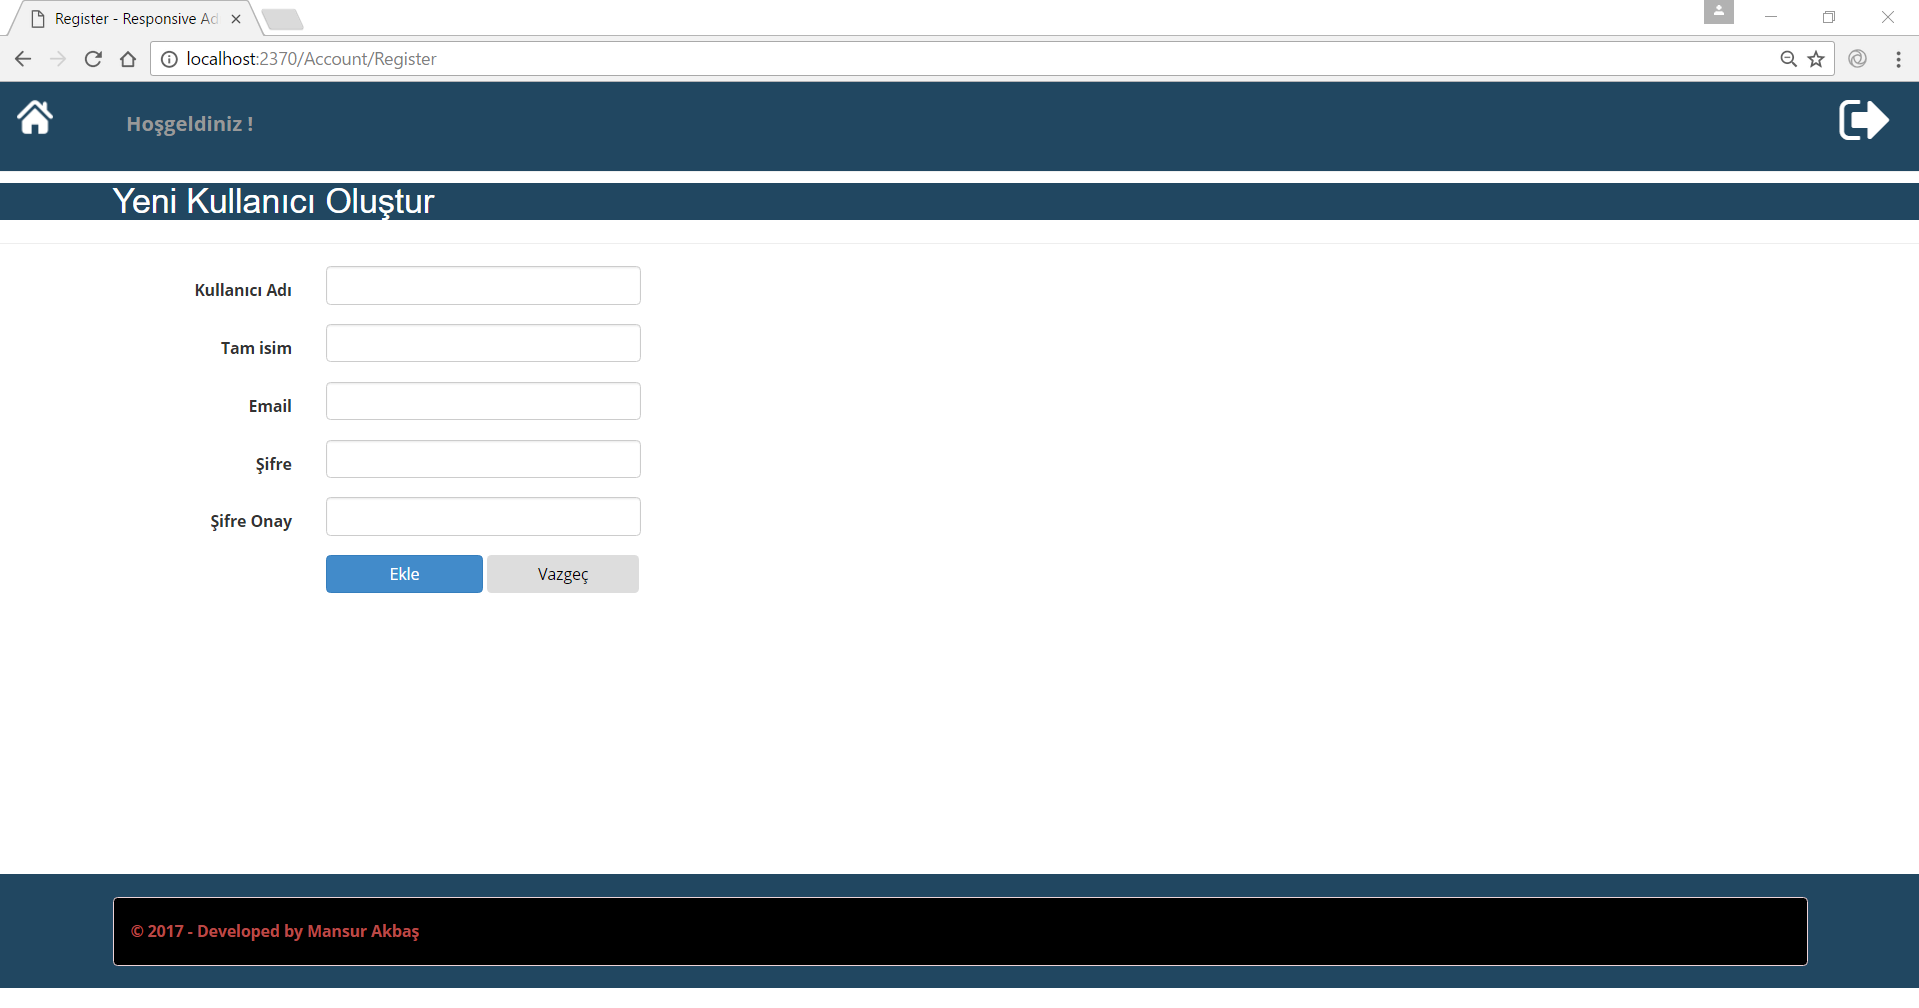 Register - Responsive Ad
localhost:2370/Account/Register
Hoşgeldiniz !
Yeni Kullanıcı Oluştur
Kullanıcı Adı
Tam isim
Email
Şifre
Şifre Onay
Ekle Vazgeç
© 2017 - Developed by Mansur Akbaş